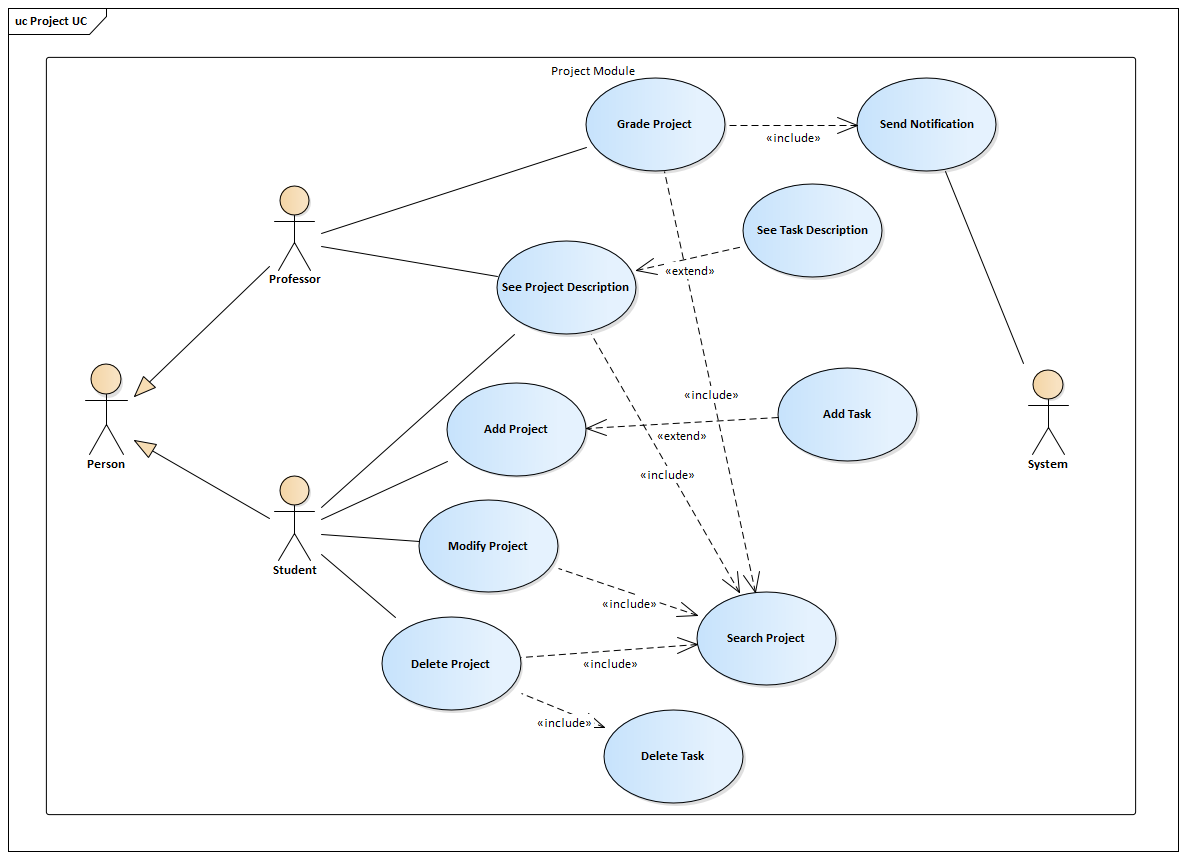 uc Project UC
Project Module
Grade Project
Send Notification
«include»
See Task Description
Professor
«extend»
See Project Description
Person
«include»
Add Task
Add Project
«extend»
System
«include»
Student
Modify Project
«include»
Search Project
Delete Project
«include»
«include»
Delete Task